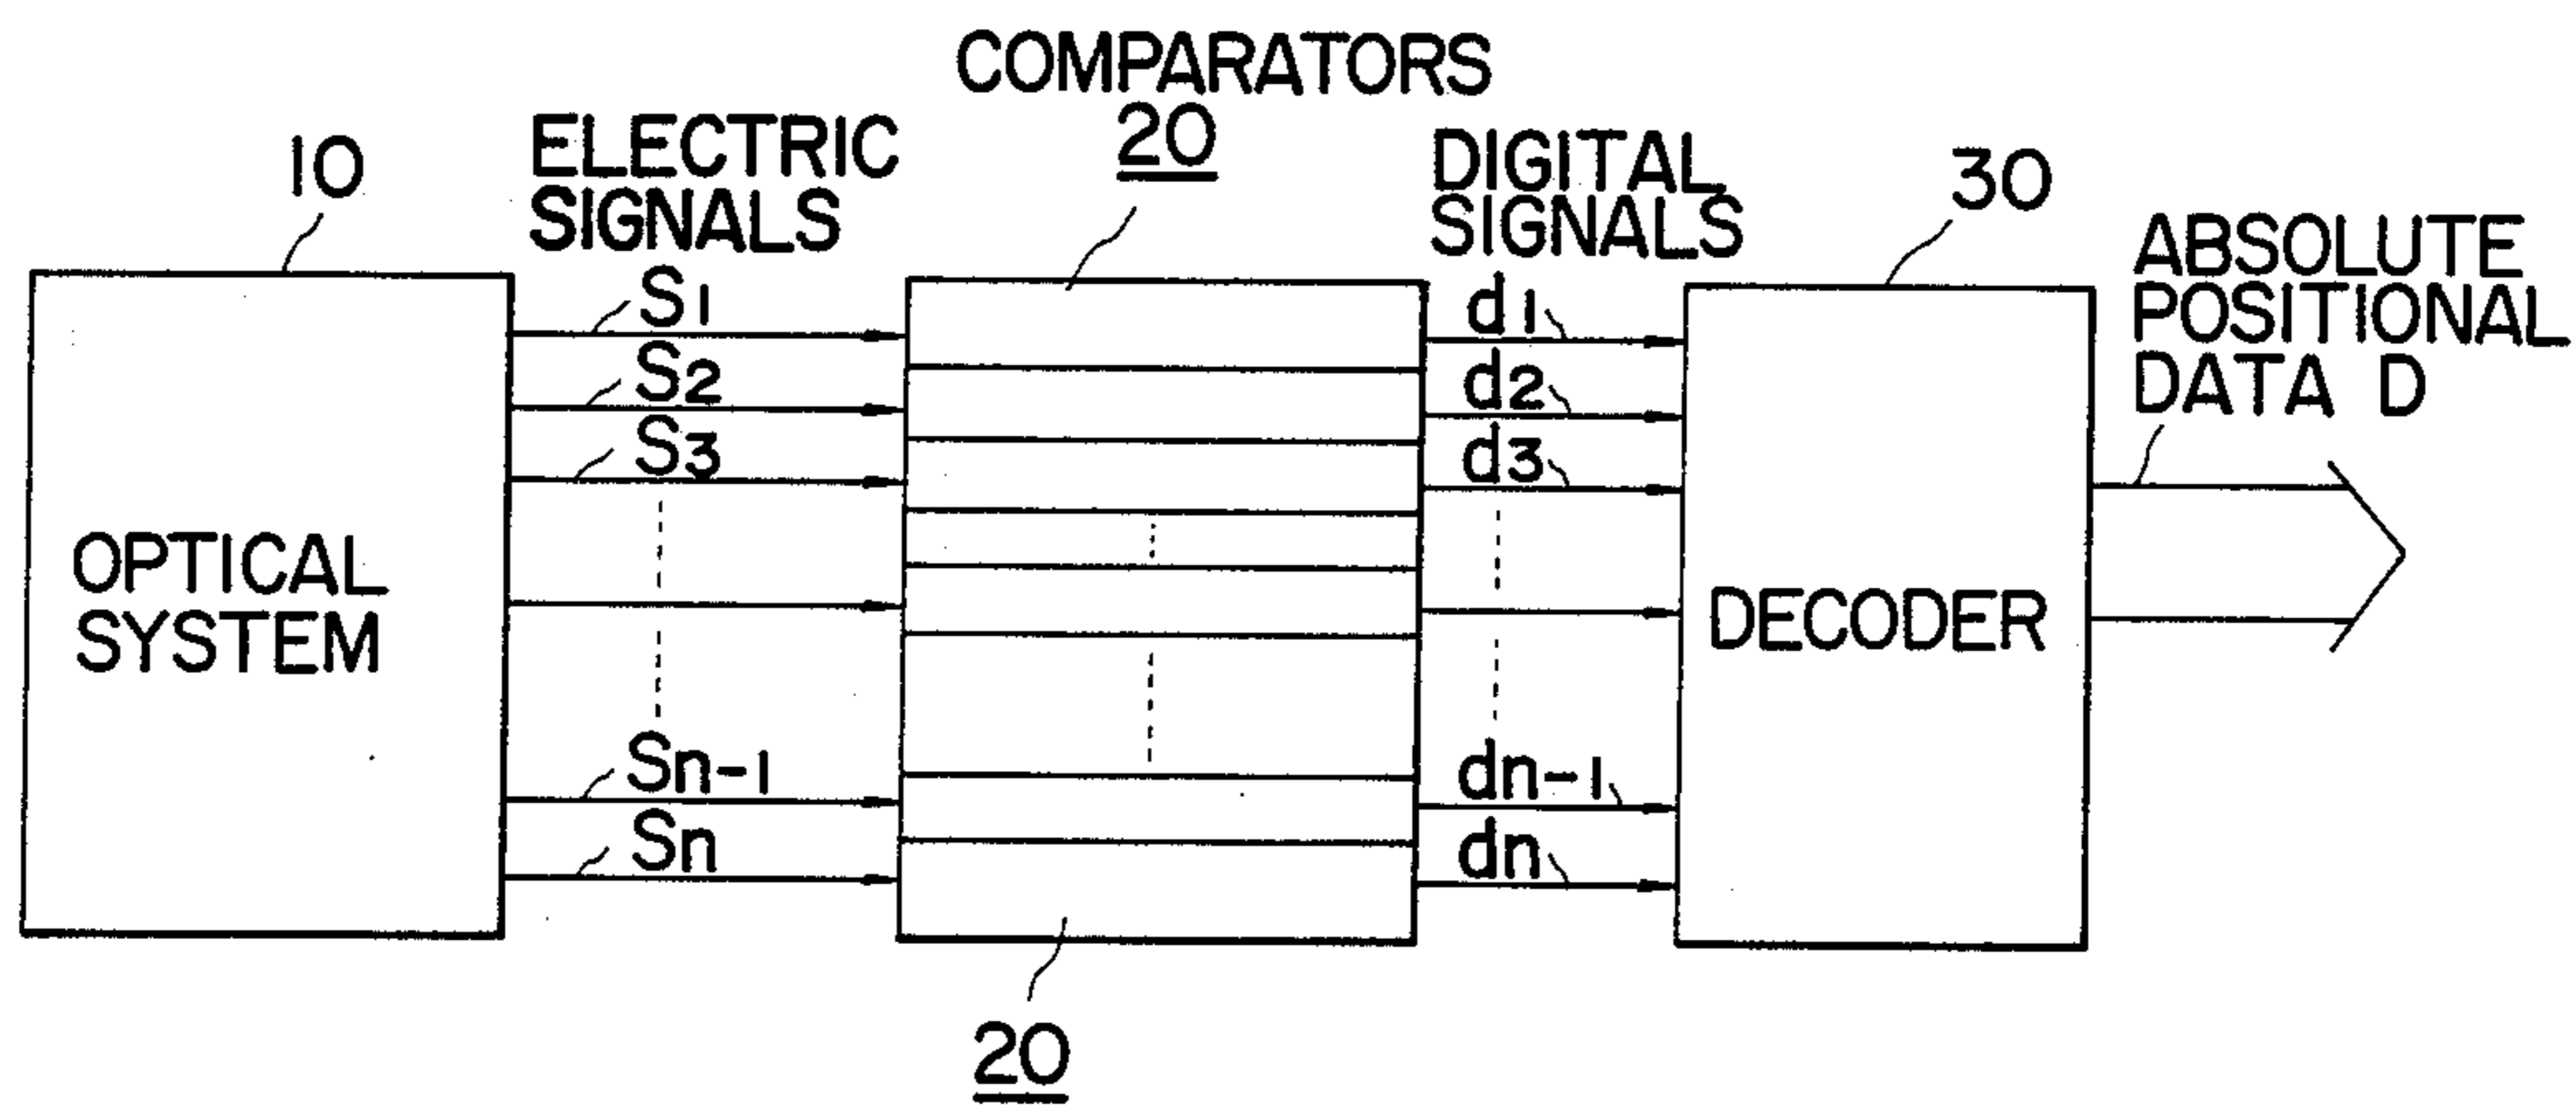 COMPARATORS
20
10
ELECTRIC
SIGNALS
DIGITAL
SIGNALS
30
ABSOLUTE
POSITIONAL
DATA D
S1
S2
S3
Sn-1
Sn
d1
d2
d3
dn-1
dn
OPTICAL
SYSTEM
DECODER
20